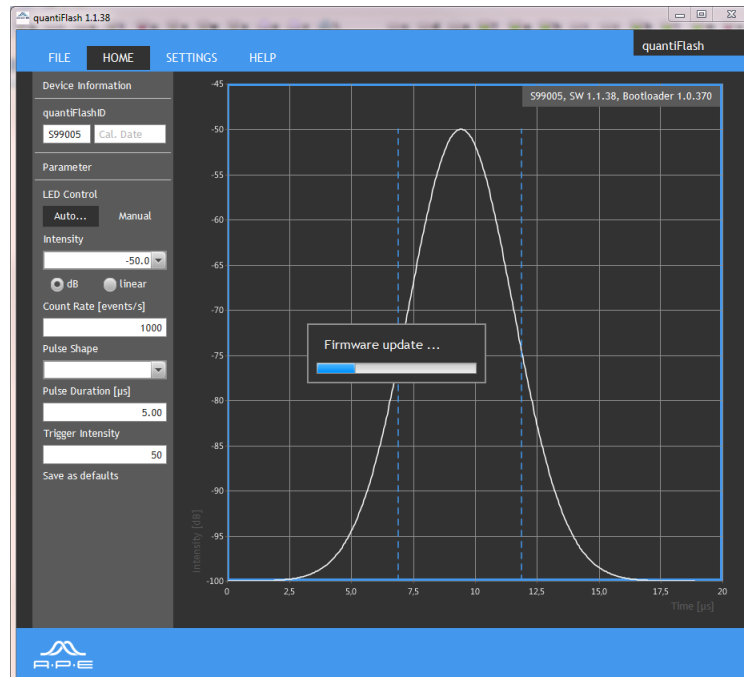 quantiFlash 1.1.38
quantiFlash
FILE HOME SETTINGS HELP
Device Information
quantiFlashID
S99005 Cal. Date
Parameter
LED Control
Auto... Manual
Intensity
-50.0
dB linear
Count Rate [events/s]
1000
Pulse Shape
Pulse Duration [µs]
5.00
Trigger Intensity
50
Save as defaults
S99005, SW 1.1.38, Bootloader 1.0.370
-45
-50
-55
-60
-65
-70
-75
-80
-85
-90
-95
-100
Intensity [dB]
Firmware update ...
0 2,5 5,0 7,5 10 12,5 15,0 17,5 20
Time [µs]
A·P·E